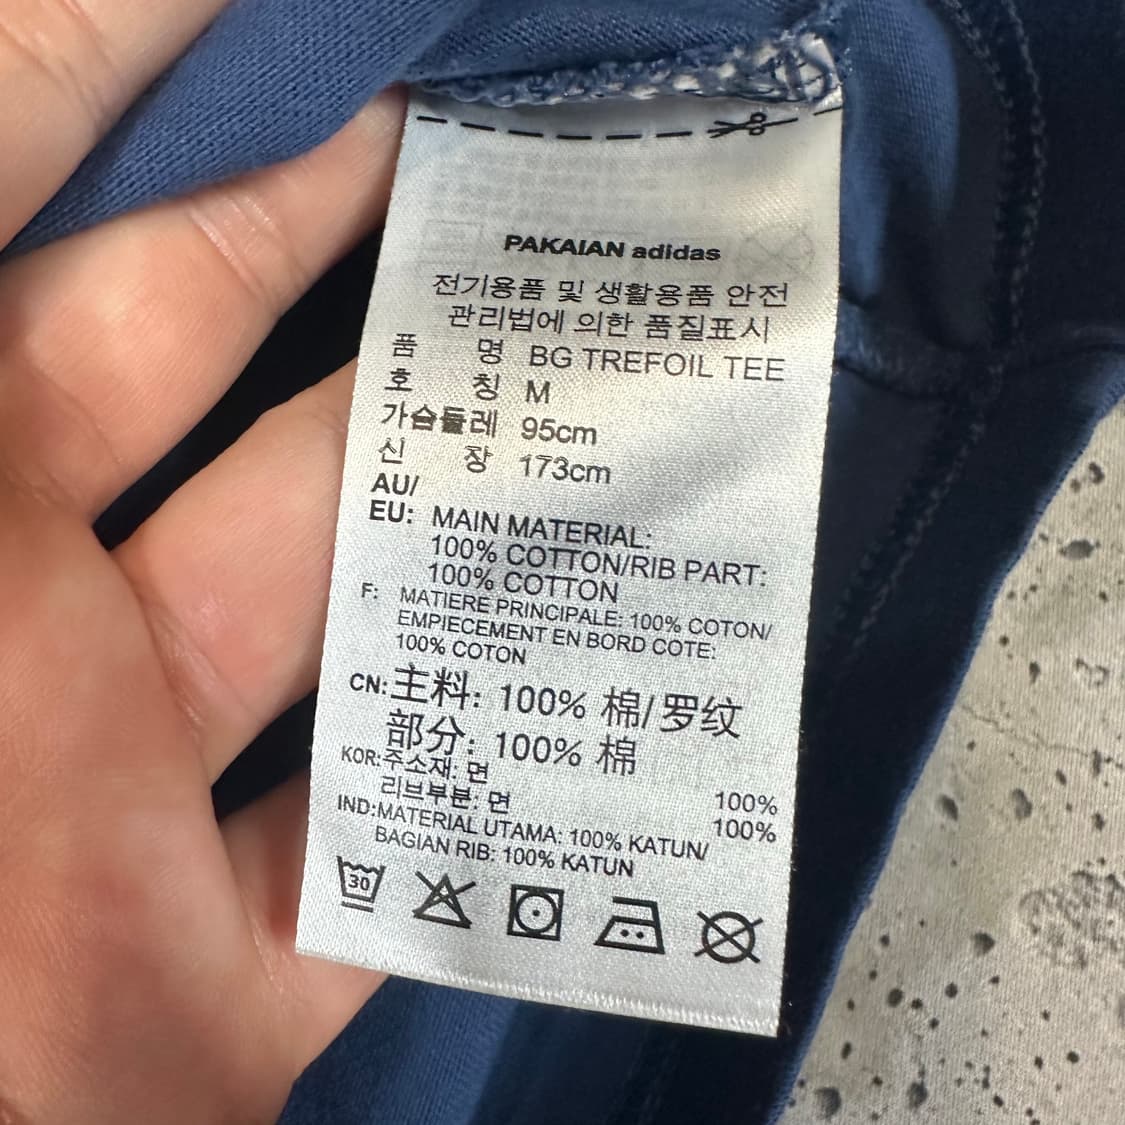 PAKAIAN adidas
전기용품 및 생활용품 안전
관리법에 의한 품질표시
품 명 BG TREFOIL TEE
호 칭 M
가슴둘레 95cm
신 장 173cm
AU/
EU: MAIN MATERIAL:
100% COTTON/RIB PART:
100% COTTON
F: MATIERE PRINCIPALE: 100% COTON/
EMPIECEMENT EN BORD COTE:
100% COTON
CN: 主料: 100% 棉/罗纹
部分: 100% 棉
KOR: 주소재: 면 100%
리브부분: 면 100%
IND: MATERIAL UTAMA: 100% KATUN/
BAGIAN RIB: 100% KATUN
30